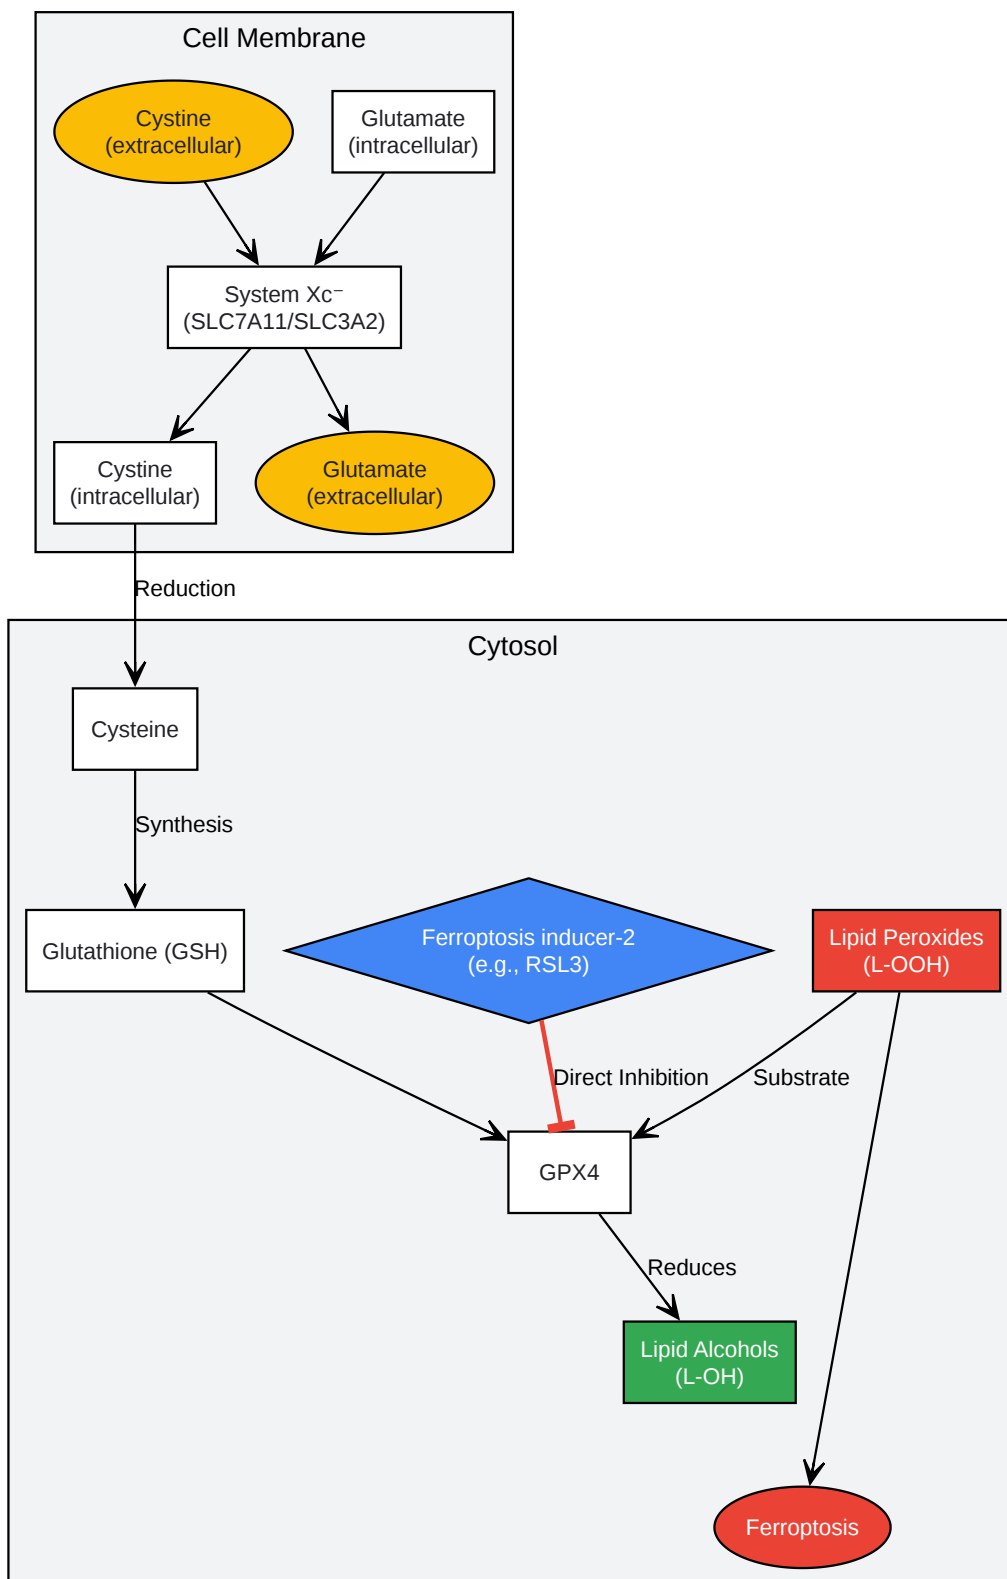 Cell Membrane
Cystine
(extracellular)
Glutamate
(intracellular)
System Xc⁻
(SLC7A11/SLC3A2)
Cystine
(intracellular)
Glutamate
(extracellular)
Reduction
Cytosol
Cysteine
Synthesis
Glutathione (GSH)
Ferroptosis inducer-2
(e.g., RSL3)
Lipid Peroxides
(L-OOH)
Direct Inhibition
Substrate
GPX4
Reduces
Lipid Alcohols
(L-OH)
Ferroptosis